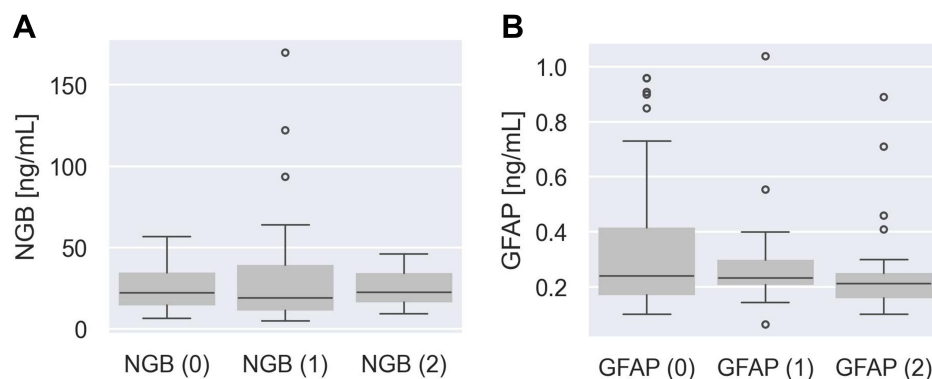 A
NGB [ng/mL]
150
100
50
0
NGB (0) NGB (1) NGB (2)
B
GFAP [ng/mL]
1.0
0.8
0.6
0.4
0.2
GFAP (0) GFAP (1) GFAP (2)